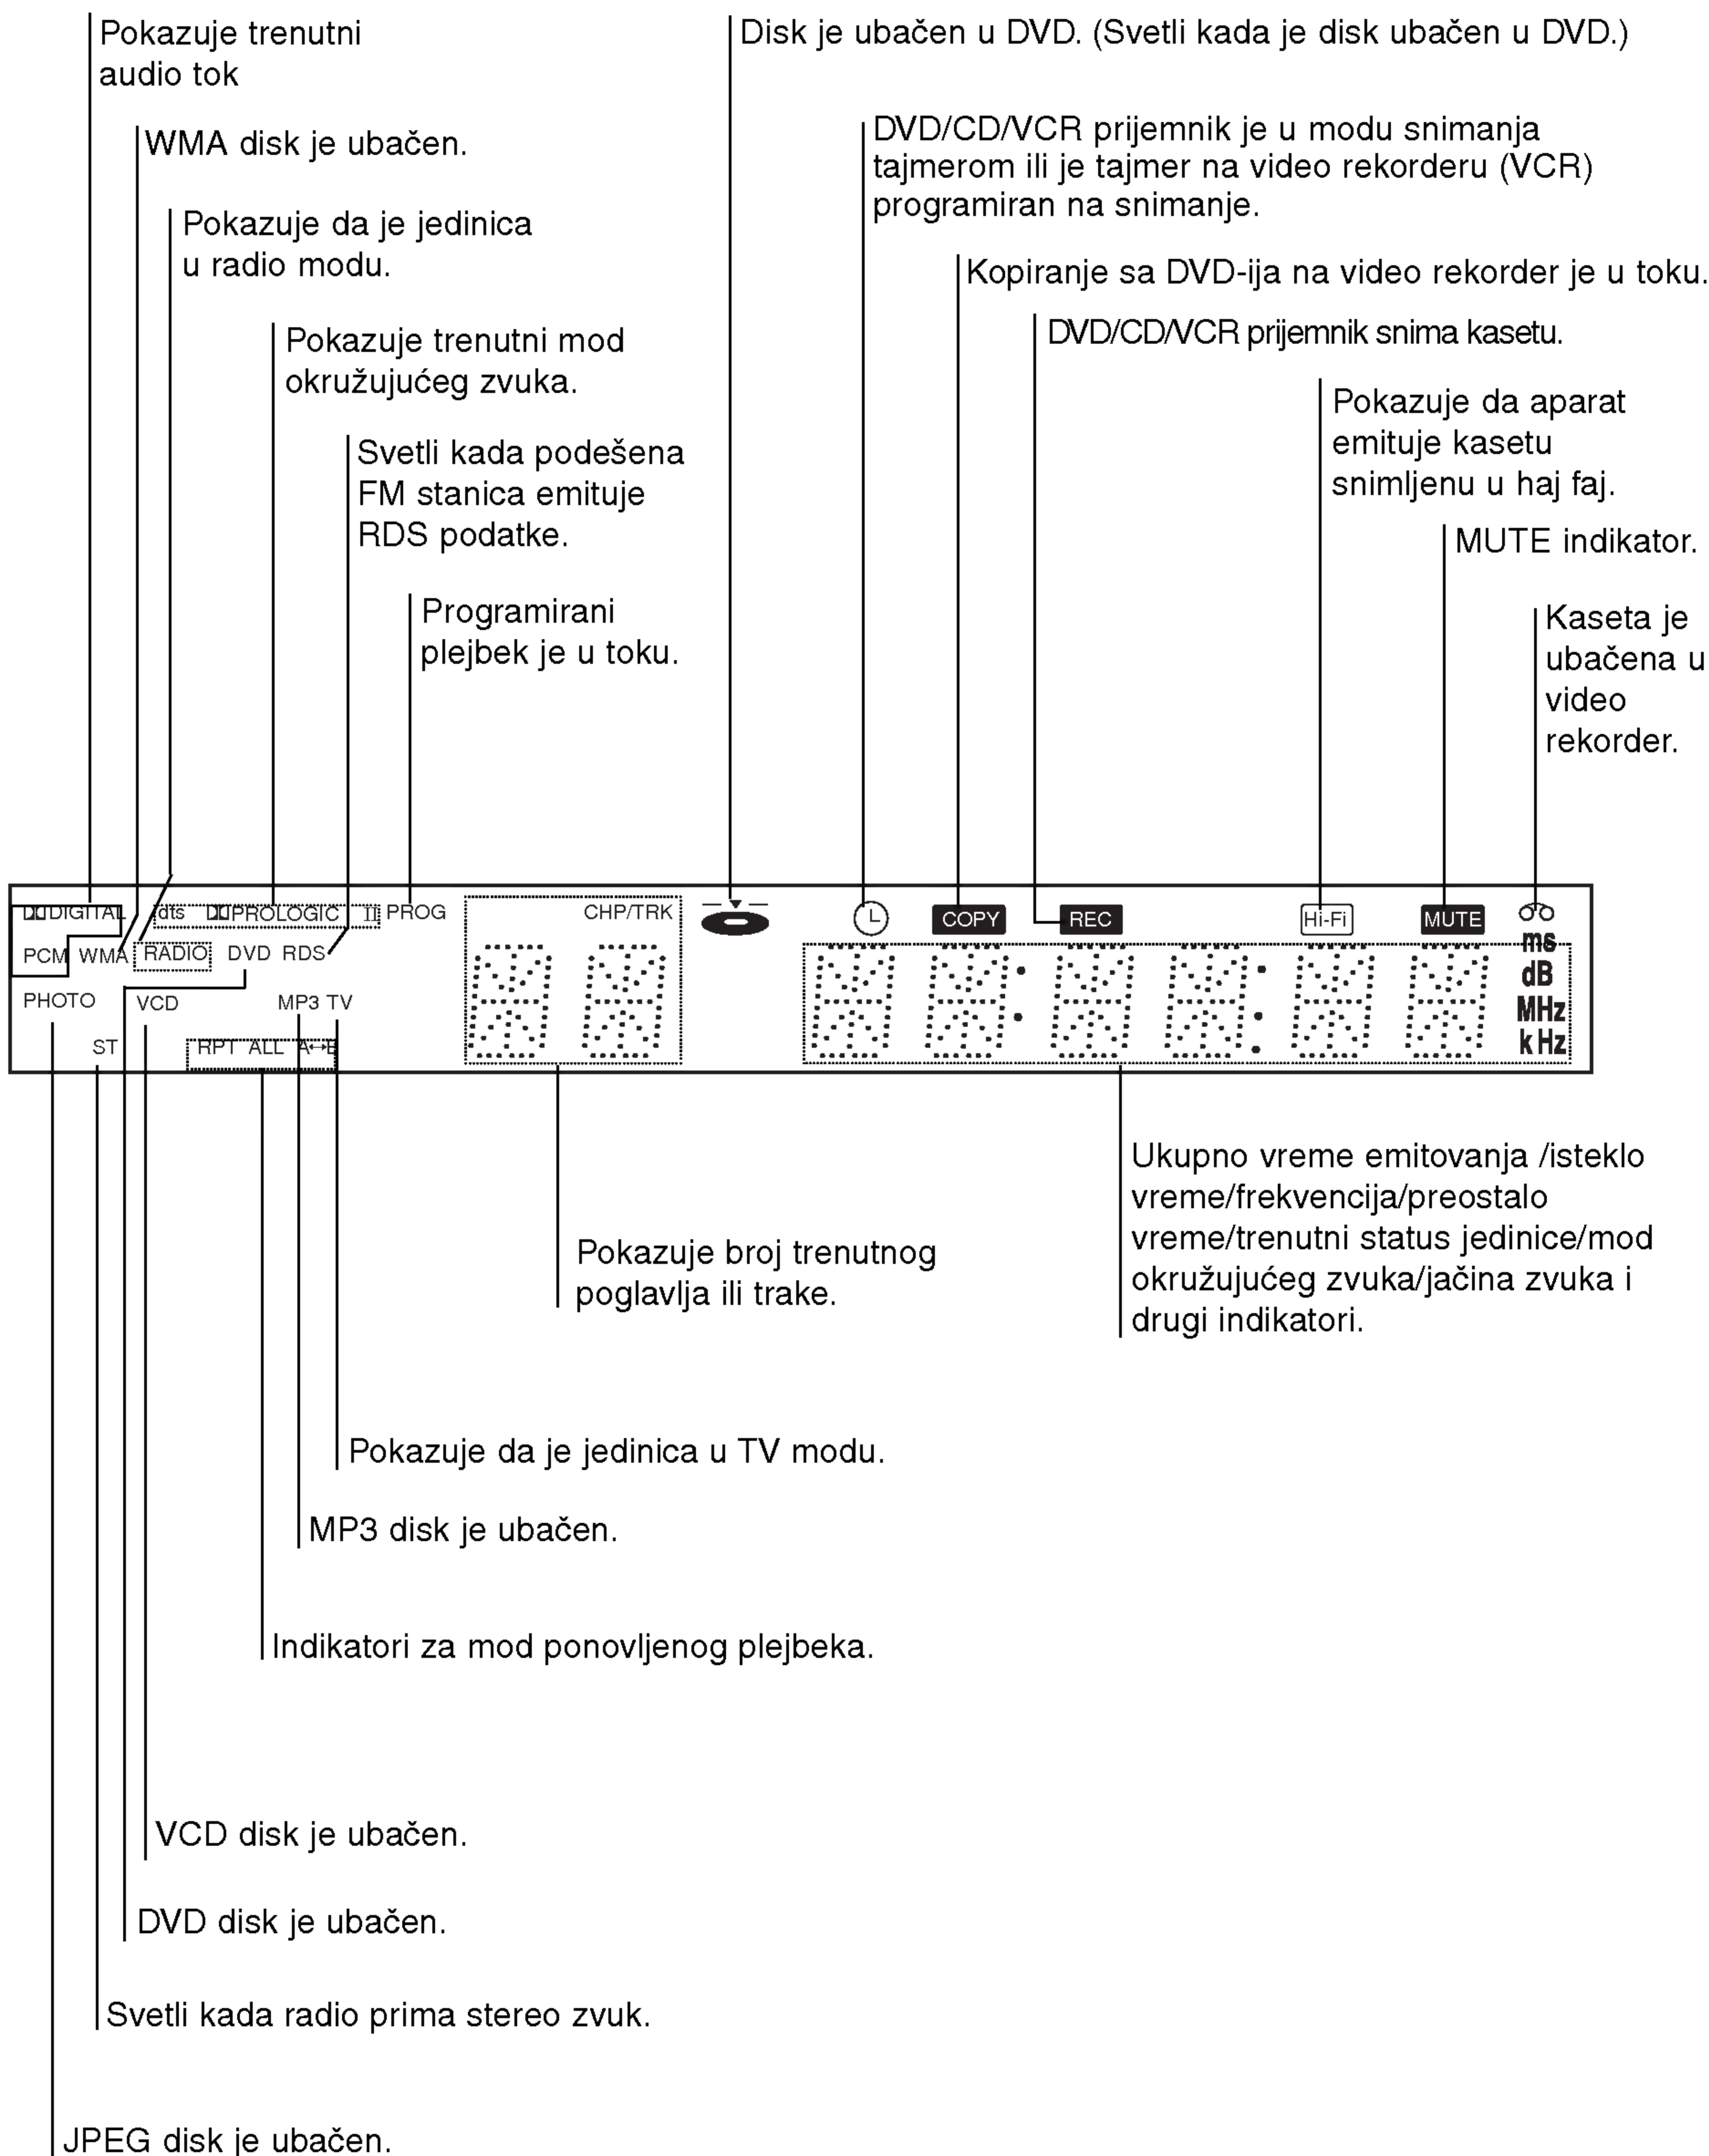 Pokazuje trenutni
audio tok
WMA disk je ubačen.
Pokazuje da je jedinica
u radio modu.
Pokazuje trenutni mod
okružujućeg zvuka.
Svetli kada podešena
FM stanica emituje
RDS podatke.
Programirani
plejbek je u toku.
Disk je ubačen u DVD. (Svetli kada je disk ubačen u DVD.)
DVD/CD/VCR prijemnik je u modu snimanja
tajmerom ili je tajmer na video rekorderu (VCR)
programiran na snimanje.
Kopiranje sa DVD-ija na video rekorder je u toku.
DVD/CD/VCR prijemnik snima kasetu.
Pokazuje da aparat
emituje kasetu
snimljenu u haj faj.
MUTE indikator.
Kaseta je
ubačena u
video
rekorder.
DIGITAL dts PROLOGIC II PROG CHP/TRK COPY REC Hi-Fi MUTE
PCM WMA RADIO DVD RDS
PHOTO VCD MP3 TV
ST RPT ALL A↔B
ms
dB
MHz
kHz
Ukupno vreme emitovanja /isteklo
vreme/frekvencija/preostalo
vreme/trenutni status jedinice/mod
okružujućeg zvuka/jačina zvuka i
drugi indikatori.
Pokazuje broj trenutnog
poglavlja ili trake.
Pokazuje da je jedinica u TV modu.
MP3 disk je ubačen.
Indikatori za mod ponovljenog plejbeka.
VCD disk je ubačen.
DVD disk je ubačen.
Svetli kada radio prima stereo zvuk.
JPEG disk je ubačen.